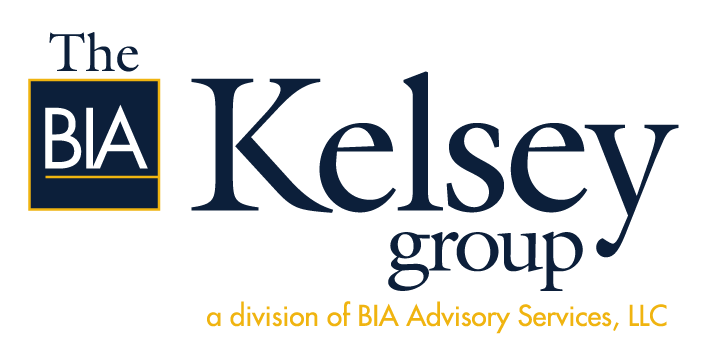 The
BIA
Kelsey
group
a division of BIA Advisory Services, LLC